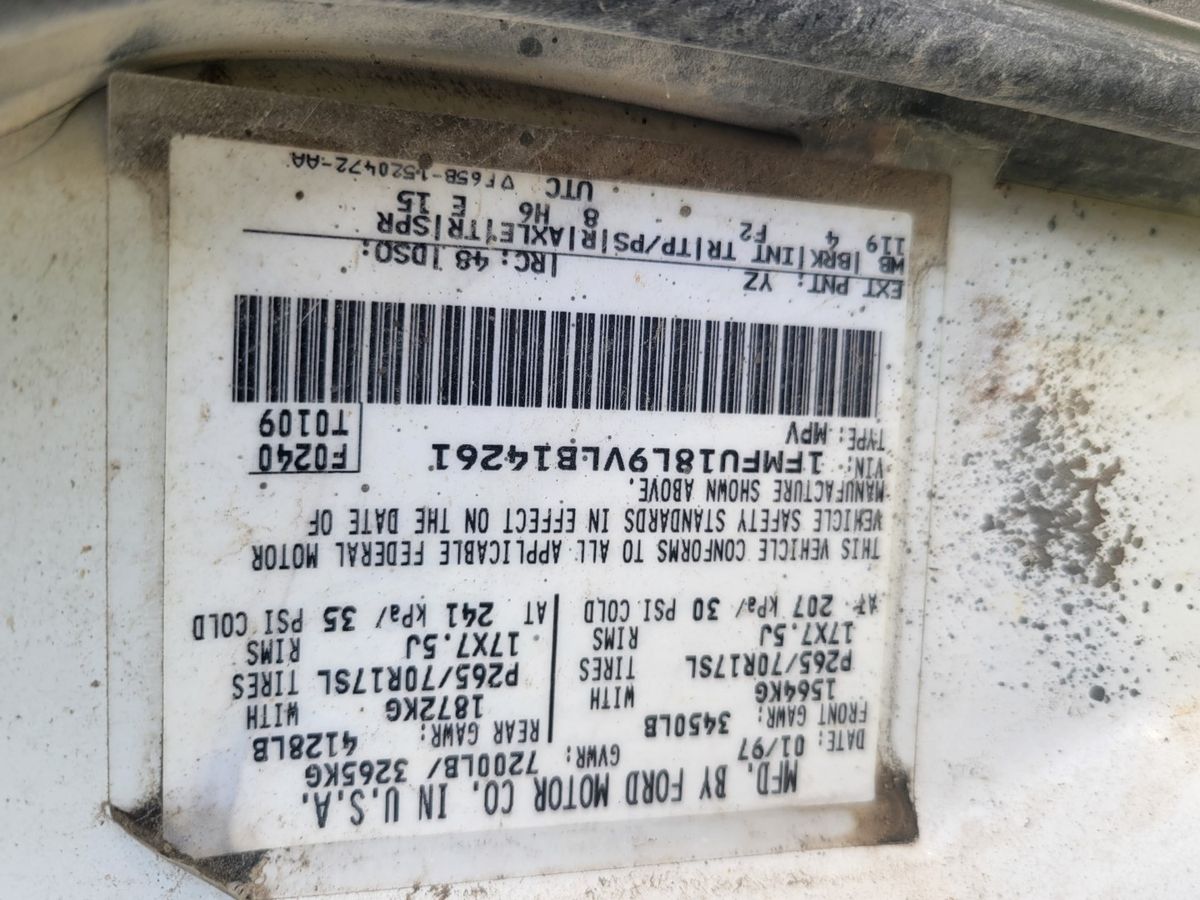 MFD. BY FORD MOTOR CO. IN U.S.A.
DATE: 01/97 GVWR: 7200LB/ 3265KG
FRONT GAWR: 3450LB REAR GAWR: 4128LB
1564KG WITH 1872KG WITH
P265/70R17SL TIRES P265/70R17SL TIRES
17X7.5J RIMS 17X7.5J RIMS
AT 207 kPa/ 30 PSI COLD AT 241 kPa/ 35 PSI COLD
THIS VEHICLE CONFORMS TO ALL APPLICABLE FEDERAL MOTOR
VEHICLE SAFETY STANDARDS IN EFFECT ON THE DATE OF
MANUFACTURE SHOWN ABOVE.
VIN: 1FMFU18L9VLB14261 F0240
TYPE: MPV T0109
EXT PNT: YZ |RC: 48 |DSO:
WB |BRK|INT TR|TP/PS|R|AXLE|TR|SPR
119 4 F2 8 H6 E 15
UTC ▽F65B-1520472-AA